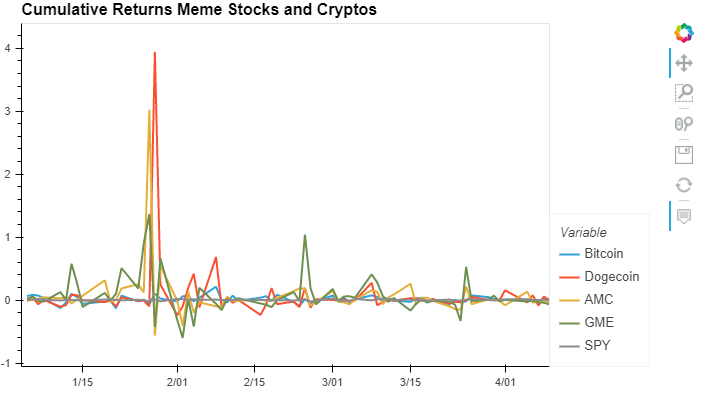 Cumulative Returns Meme Stocks and Cryptos
4
3
2
1
0
-1
1/15
2/01
2/15
3/01
3/15
4/01
Variable
Bitcoin
Dogecoin
AMC
GME
SPY